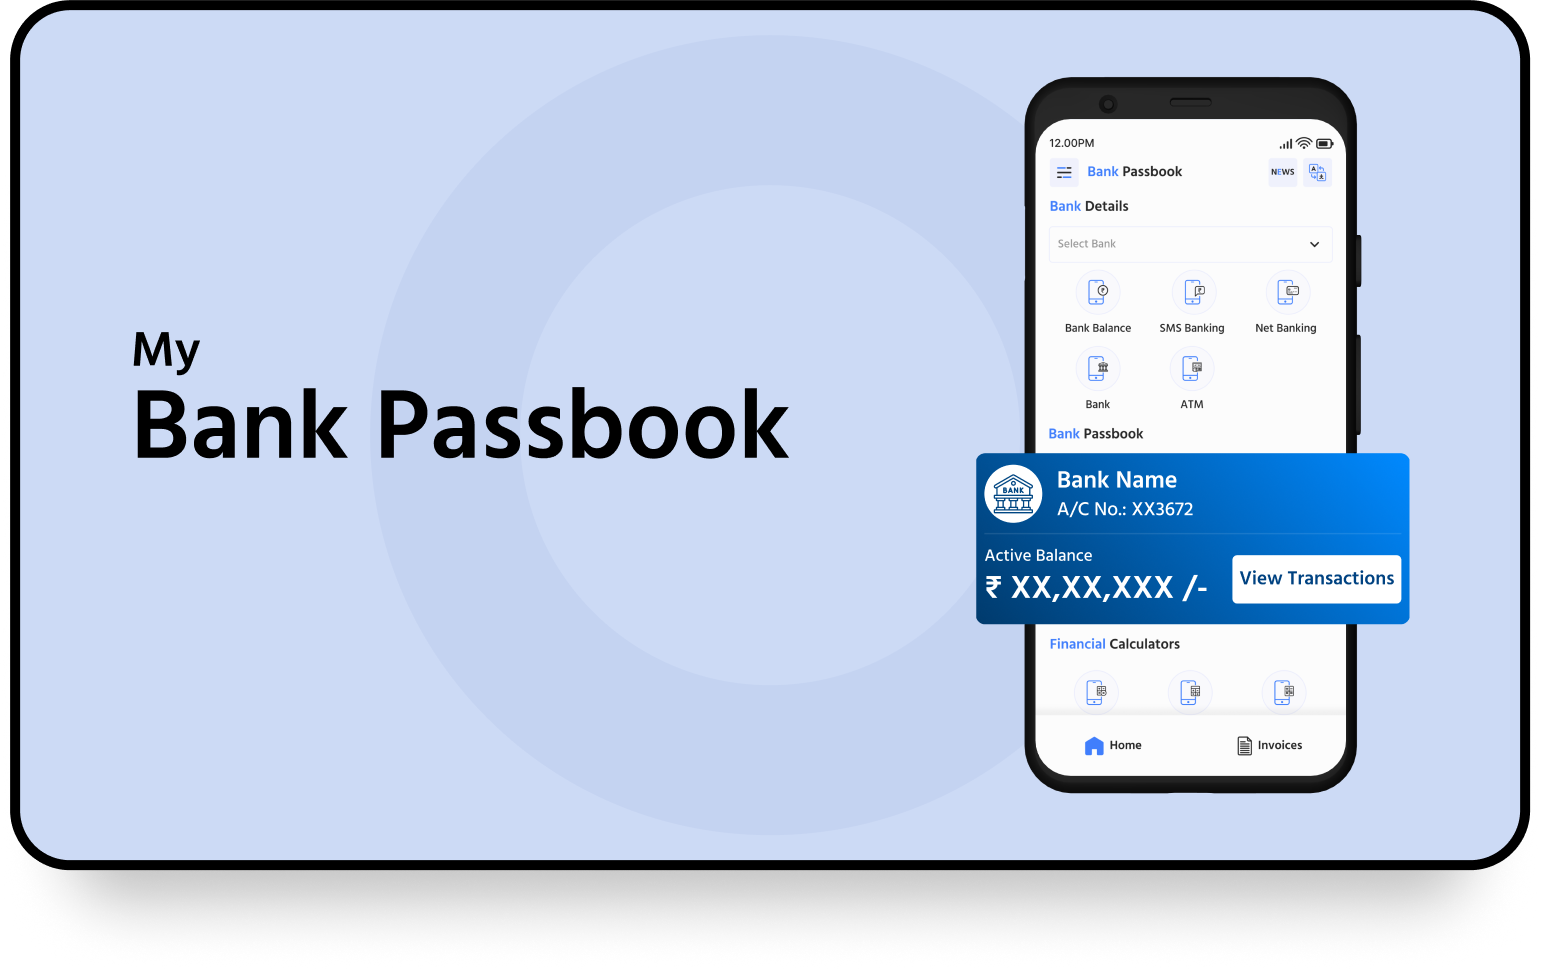 My
Bank Passbook
12.00PM
Bank Passbook
NEWS
Bank Details
Select Bank
Bank Balance
SMS Banking
Net Banking
Bank
ATM
Bank Passbook
BANK
Bank Name
A/C No.: XX3672
Active Balance
₹ XX,XX,XXX /-
View Transactions
Financial Calculators
Home
Invoices